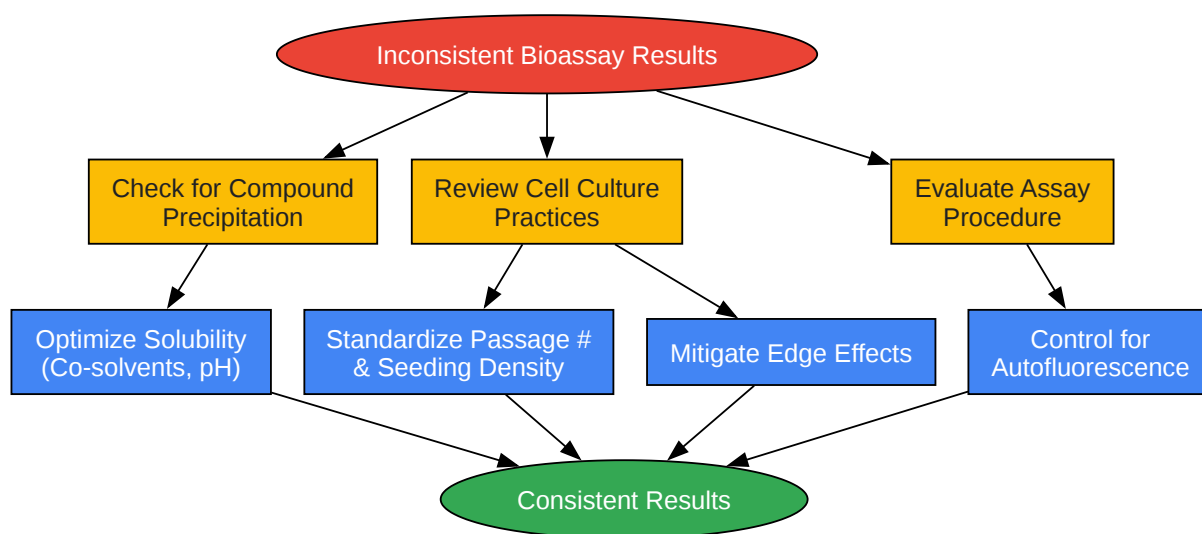 Inconsistent Bioassay Results
Check for Compound
Precipitation
Review Cell Culture
Practices
Evaluate Assay
Procedure
Optimize Solubility
(Co-solvents, pH)
Standardize Passage #
& Seeding Density
Mitigate Edge Effects
Control for
Autofluorescence
Consistent Results